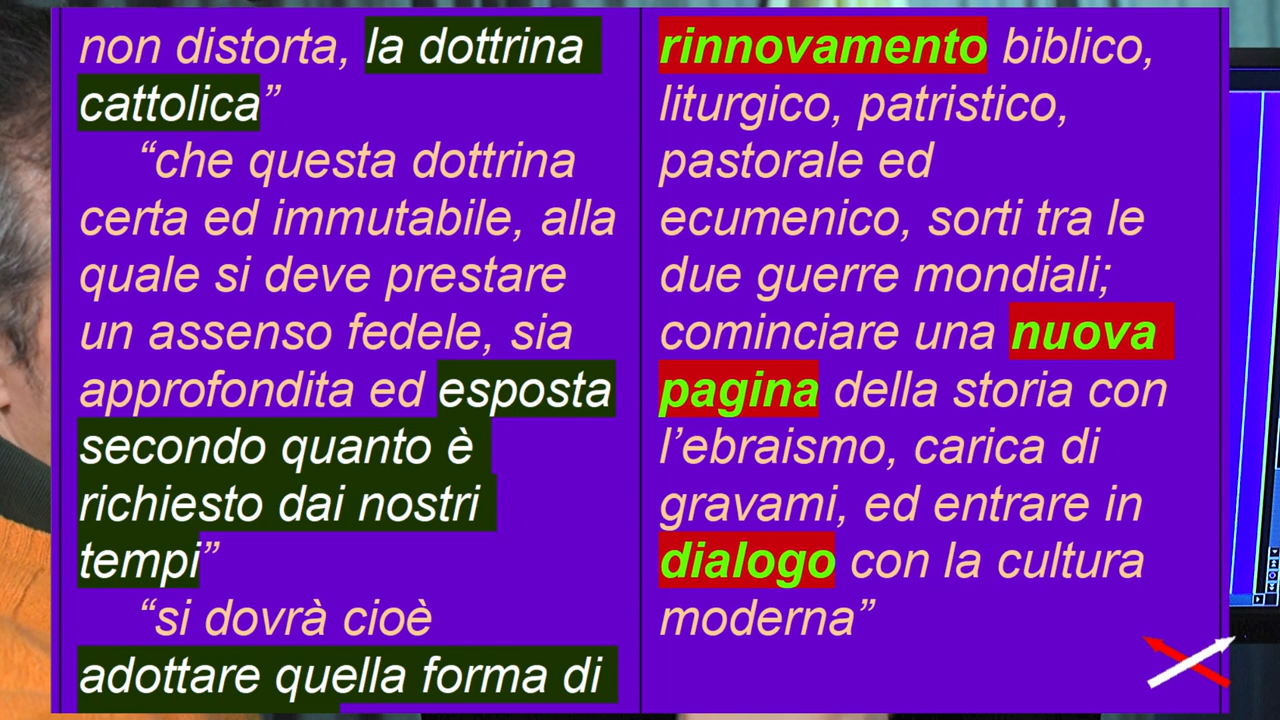 non distorta, la dottrina
cattolica”
“che questa dottrina
certa ed immutabile, alla
quale si deve prestare
un assenso fedele, sia
approfondita ed esposta
secondo quanto è
richiesto dai nostri
tempi”
“si dovrà cioè
adottare quella forma di
rinnovamento biblico,
liturgico, patristico,
pastorale ed
ecumenico, sorti tra le
due guerre mondiali;
cominciare una nuova
pagina della storia con
l’ebraismo, carica di
gravami, ed entrare in
dialogo con la cultura
moderna”